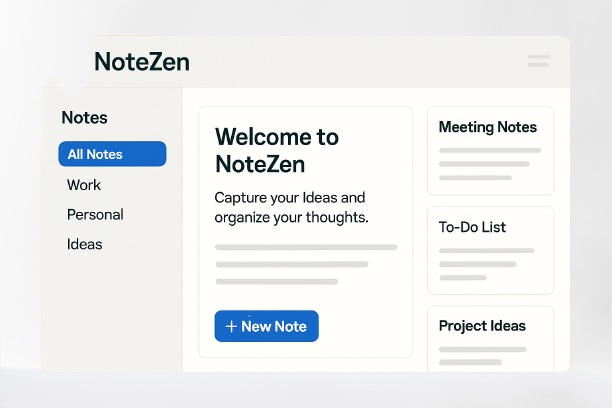 NoteZen
Notes
All Notes
Work
Personal
Ideas
Welcome to
NoteZen
Capture your Ideas and
organize your thoughts.
+ New Note
Meeting Notes
To-Do List
Project Ideas